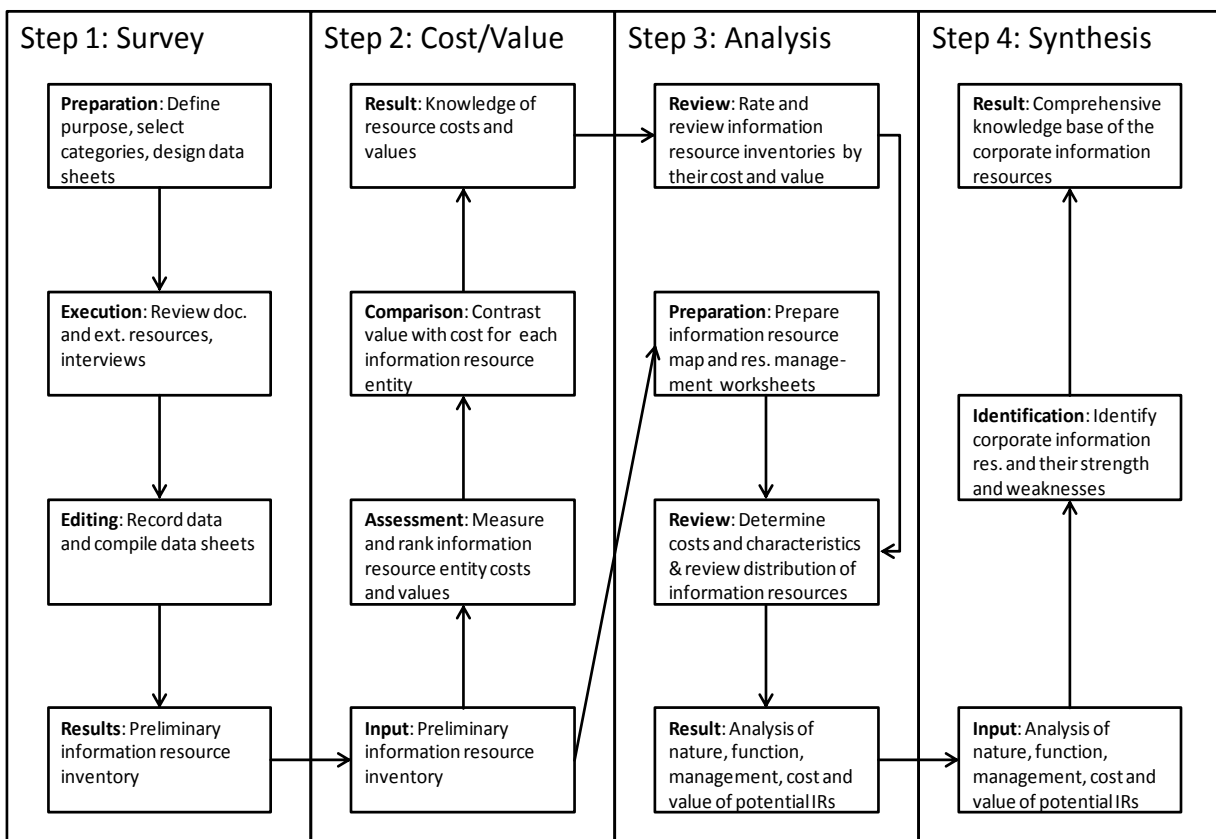 Step 1: Survey
Preparation: Define
purpose, select
categories, design data
sheets
Execution: Review doc.
and ext. resources,
interviews
Editing: Record data
and compile data sheets
Results: Preliminary
information resource
inventory
Step 2: Cost/Value
Result: Knowledge of
resource costs and
values
Comparison: Contrast
value with cost for each
information resource
entity
Assessment: Measure
and rank information
resource entity costs
and values
Input: Preliminary
information resource
inventory
Step 3: Analysis
Review: Rate and
review information
resource inventories by
their cost and value
Preparation: Prepare
information resource
map and res. manage-
ment worksheets
Review: Determine
costs and characteristics
& review distribution of
information resources
Result: Analysis of
nature, function,
management, cost and
value of potential IRs
Step 4: Synthesis
Result: Comprehensive
knowledge base of the
corporate information
resources
Identification: Identify
corporate information
res. and their strength
and weaknesses
Input: Analysis of
nature, function,
management, cost and
value of potential IRs